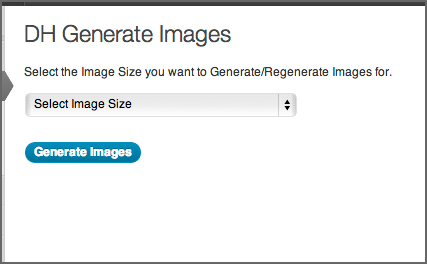 DH Generate Images
Select the Image Size you want to Generate/Regenerate Images for.
Select Image Size
Generate Images